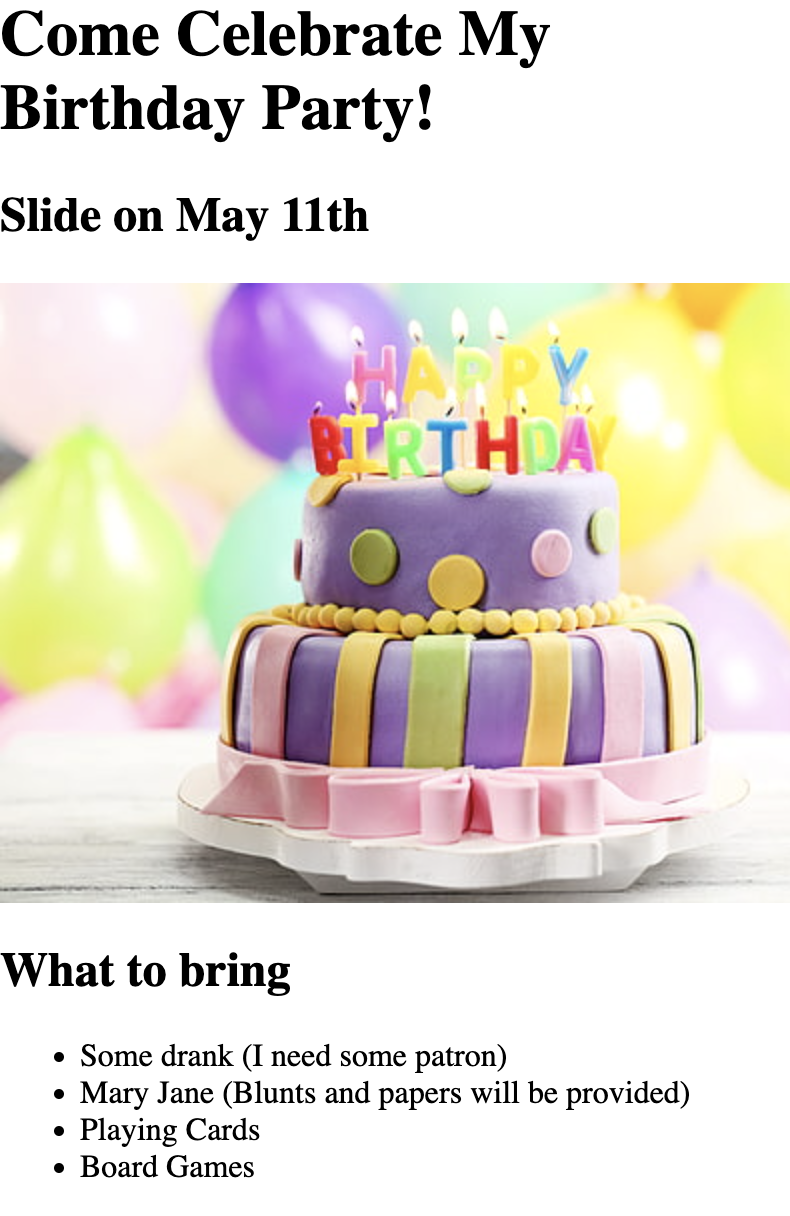 Come Celebrate My
Birthday Party!
Slide on May 11th
HAPPY
BIRTHDAY
What to bring
Some drank (I need some patron)
Mary Jane (Blunts and papers will be provided)
Playing Cards
Board Games